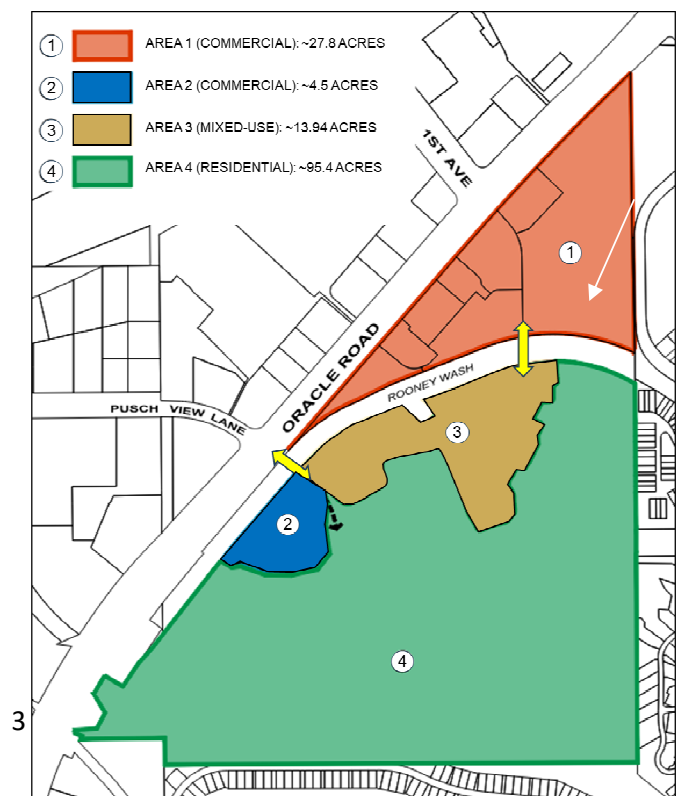 1 AREA 1 (COMMERCIAL): ~27.8 ACRES
2 AREA 2 (COMMERCIAL): ~4.5 ACRES
3 AREA 3 (MIXED-USE): ~13.94 ACRES
4 AREA 4 (RESIDENTIAL): ~95.4 ACRES
1ST AVE
1
ORACLE ROAD
ROONEY WASH
PUSCH VIEW LANE
3
2
4
3